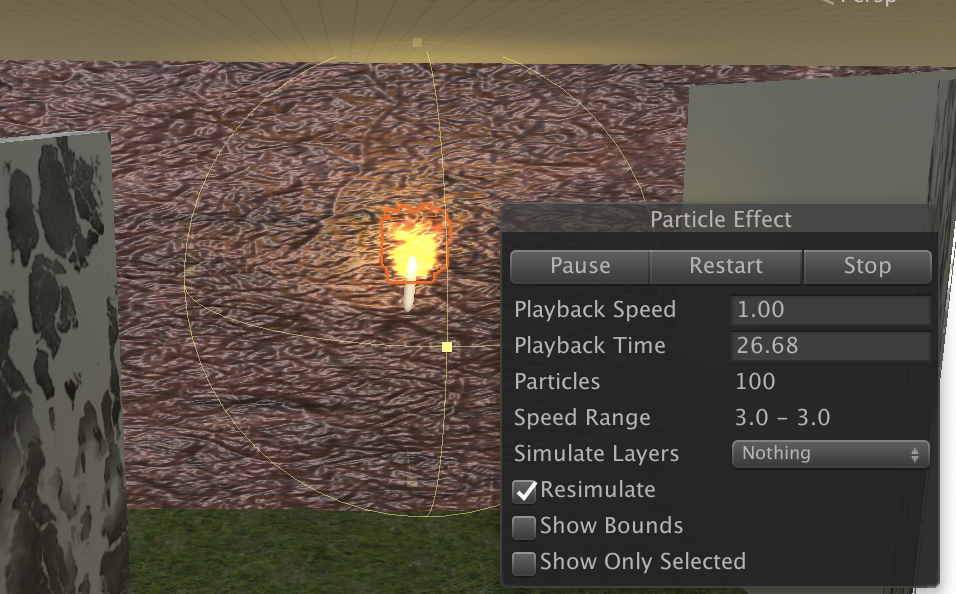 Persp
Particle Effect
Pause Restart Stop
Playback Speed 1.00
Playback Time 26.68
Particles 100
Speed Range 3.0 – 3.0
Simulate Layers Nothing
Resimulate
Show Bounds
Show Only Selected